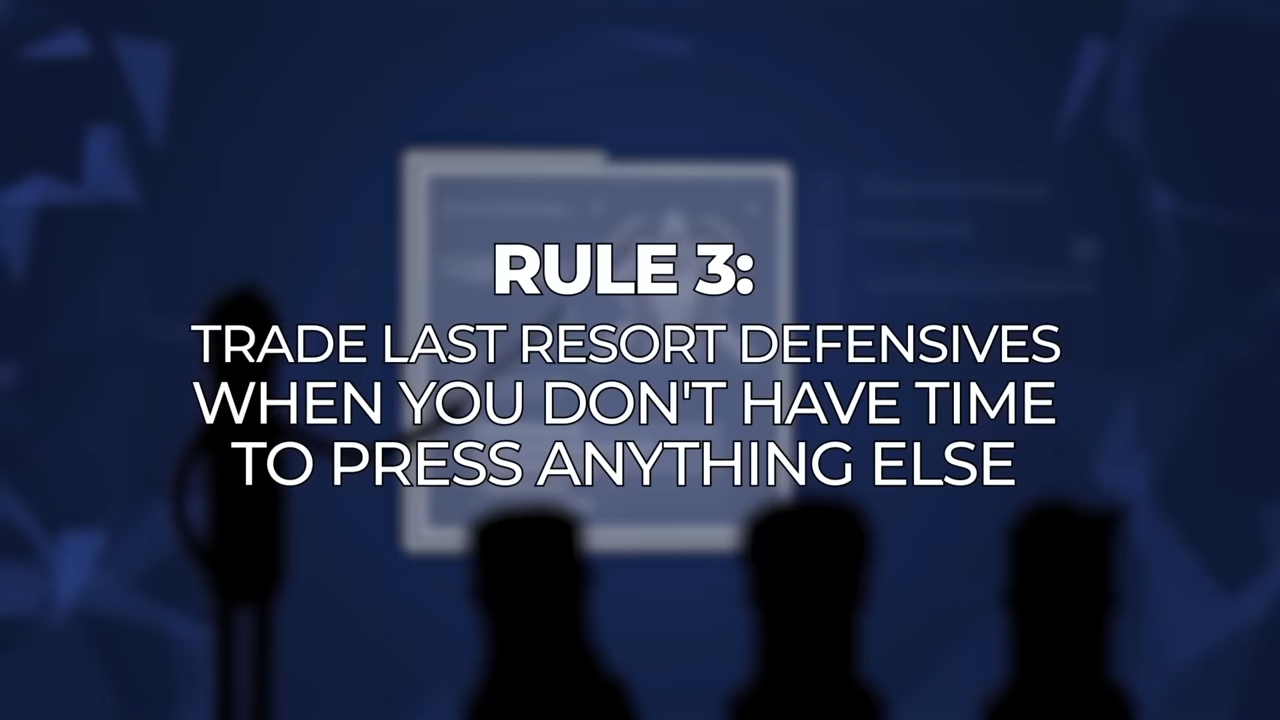 RULE 3:
TRADE LAST RESORT DEFENSIVES
WHEN YOU DON'T HAVE TIME
TO PRESS ANYTHING ELSE